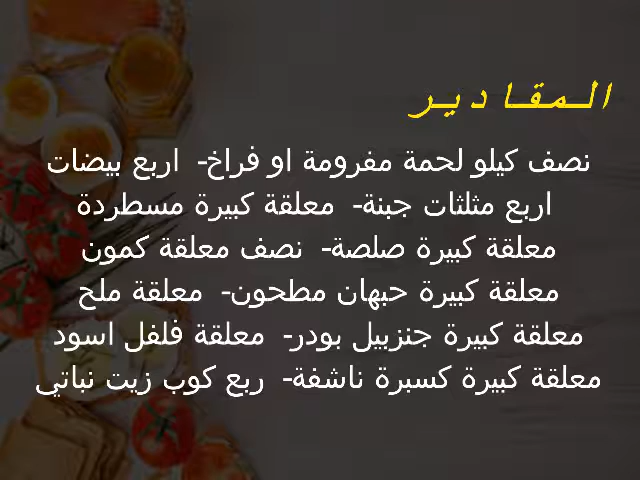 المقادير
نصف كيلو لحمة مفرومة او فراخ- اربع بيضات
اربع مثلثات جبنة- معلقة كبيرة مسطردة
معلقة كبيرة صلصة- نصف معلقة كمون
معلقة كبيرة حبهان مطحون- معلقة ملح
معلقة كبيرة جنزبيل بودر- معلقة فلفل اسود
معلقة كبيرة كسبرة ناشفة- ربع كوب زيت نباتي